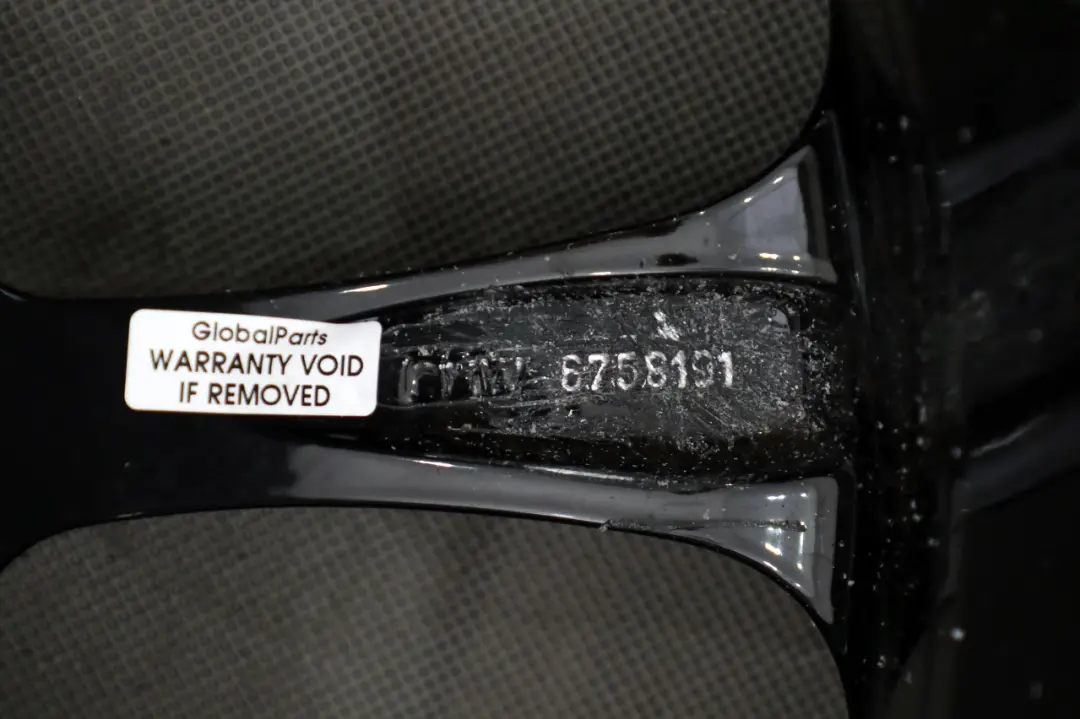 GlobalParts
WARRANTY VOID
IF REMOVED
6758191